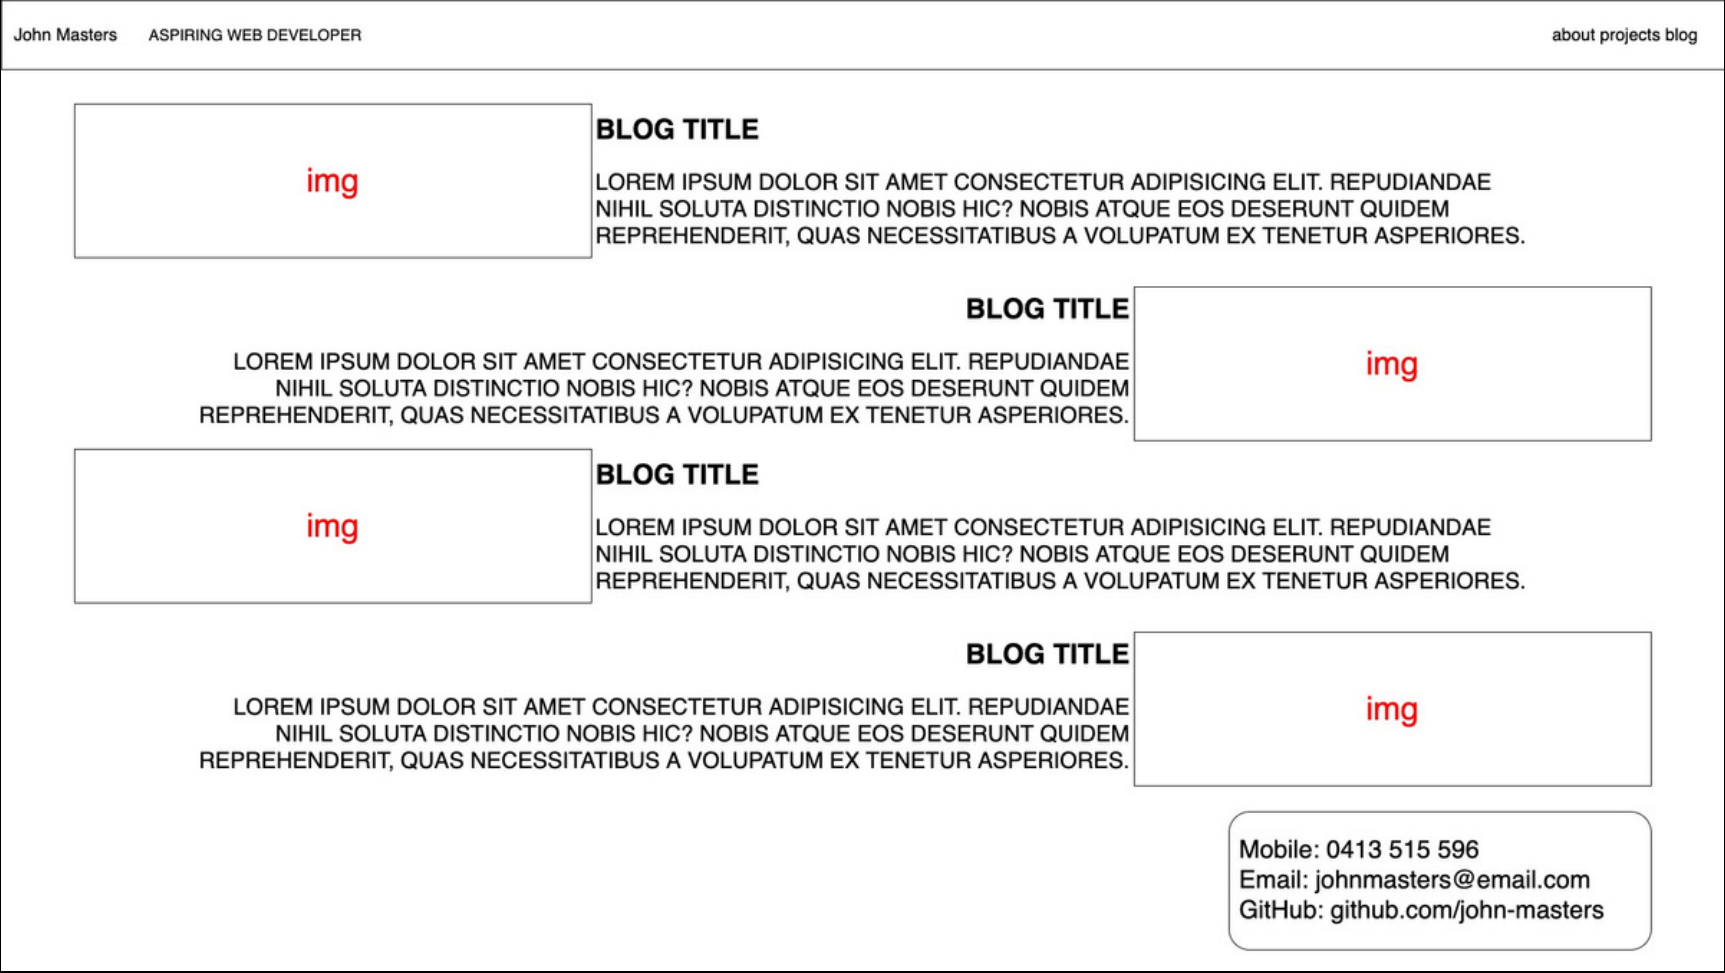 John Masters ASPIRING WEB DEVELOPER about projects blog
img
BLOG TITLE
LOREM IPSUM DOLOR SIT AMET CONSECTETUR ADIPISICING ELIT. REPUDIANDAE
NIHIL SOLUTA DISTINCTIO NOBIS HIC? NOBIS ATQUE EOS DESERUNT QUIDEM
REPREHENDERIT, QUAS NECESSITATIBUS A VOLUPATUM EX TENETUR ASPERIORES.
BLOG TITLE
LOREM IPSUM DOLOR SIT AMET CONSECTETUR ADIPISICING ELIT. REPUDIANDAE
NIHIL SOLUTA DISTINCTIO NOBIS HIC? NOBIS ATQUE EOS DESERUNT QUIDEM
REPREHENDERIT, QUAS NECESSITATIBUS A VOLUPATUM EX TENETUR ASPERIORES.
img
img
BLOG TITLE
LOREM IPSUM DOLOR SIT AMET CONSECTETUR ADIPISICING ELIT. REPUDIANDAE
NIHIL SOLUTA DISTINCTIO NOBIS HIC? NOBIS ATQUE EOS DESERUNT QUIDEM
REPREHENDERIT, QUAS NECESSITATIBUS A VOLUPATUM EX TENETUR ASPERIORES.
BLOG TITLE
LOREM IPSUM DOLOR SIT AMET CONSECTETUR ADIPISICING ELIT. REPUDIANDAE
NIHIL SOLUTA DISTINCTIO NOBIS HIC? NOBIS ATQUE EOS DESERUNT QUIDEM
REPREHENDERIT, QUAS NECESSITATIBUS A VOLUPATUM EX TENETUR ASPERIORES.
img
Mobile: 0413 515 596
Email: johnmasters@email.com
GitHub: github.com/john-masters